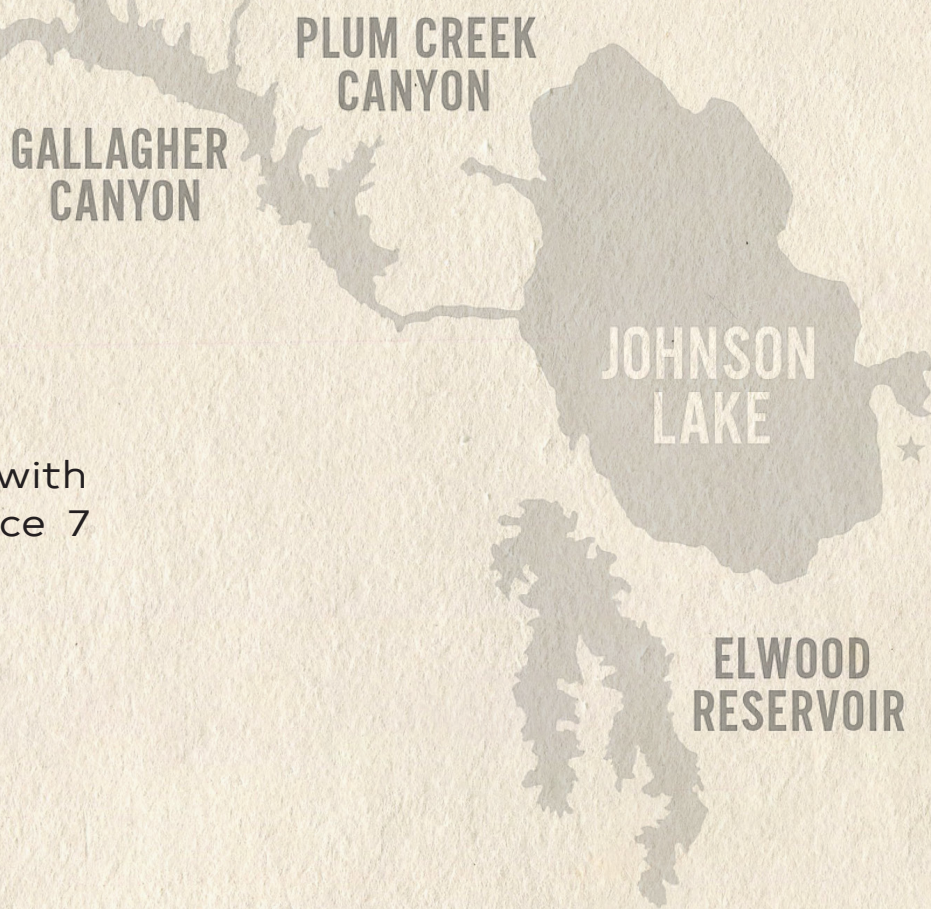 PLUM CREEK
CANYON
GALLAGHER
CANYON
JOHNSON
LAKE
with
ce 7
ELWOOD
RESERVOIR